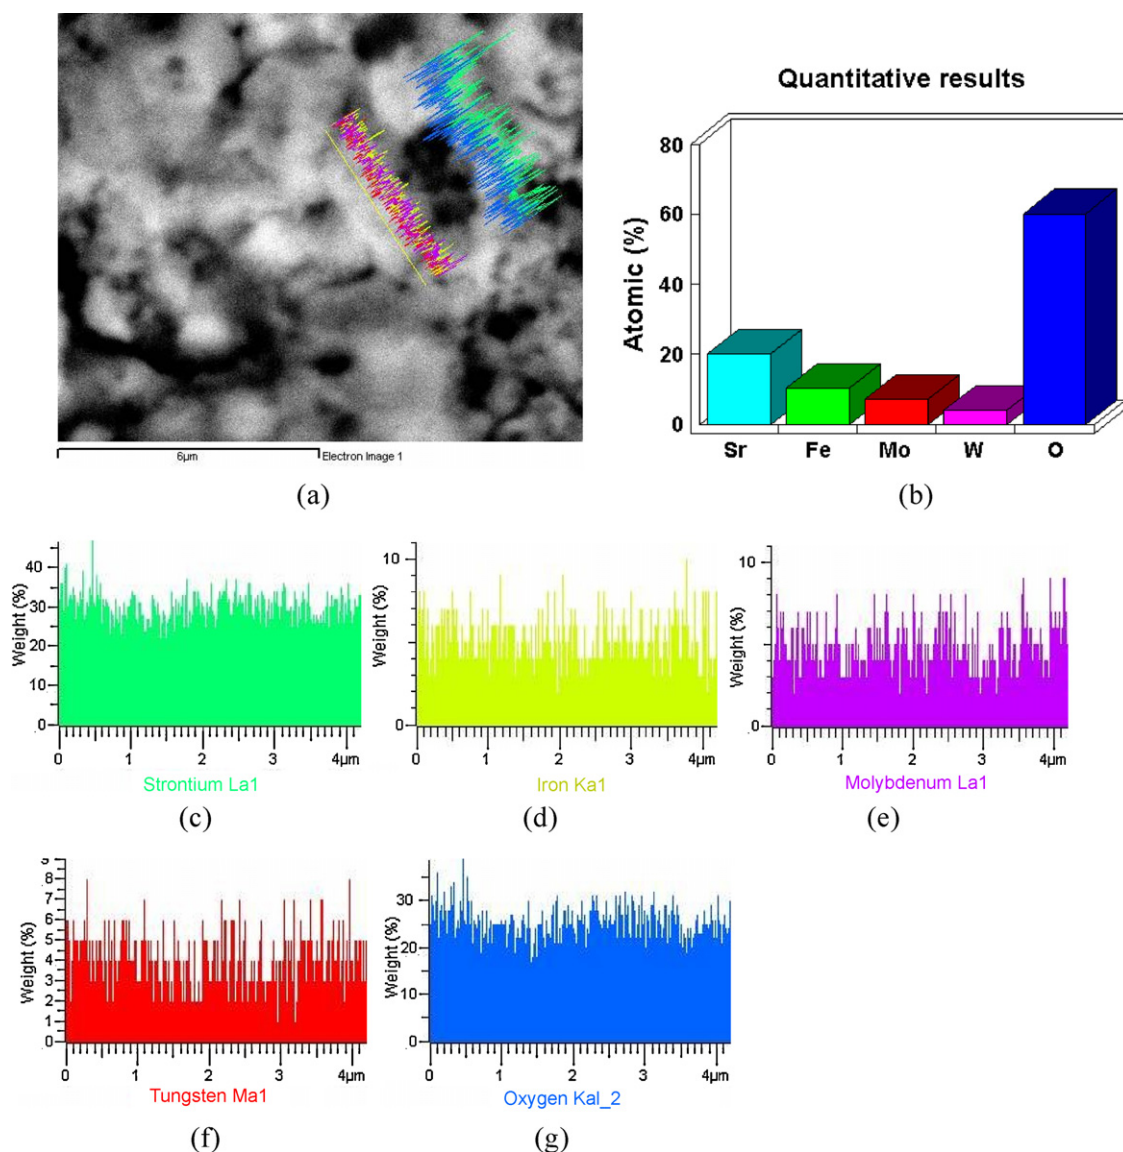 Quantitative results
Atomic (%)
80
60
40
20
0
Sr Fe Mo W O
6µm Electron Image 1
(a)
(b)
Weight (%)
40
30
20
10
0
0 1 2 3 4µm
Strontium La1
(c)
Weight (%)
10
5
0
0 1 2 3 4µm
Iron Ka1
(d)
Weight (%)
10
5
0
0 1 2 3 4µm
Molybdenum La1
(e)
Weight (%)
9
8
7
6
5
4
3
2
1
0
0 1 2 3 4µm
Tungsten Ma1
(f)
Weight (%)
30
20
10
0
0 1 2 3 4µm
Oxygen Kal_2
(g)